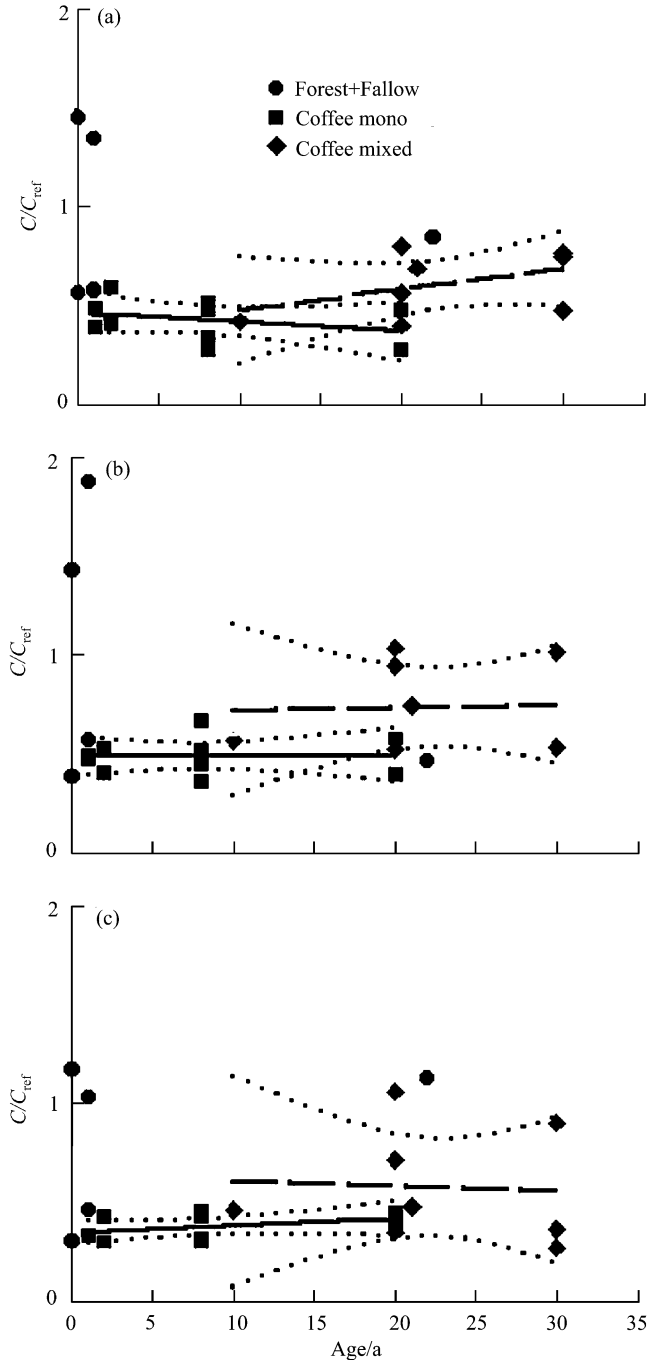 2
(a)
Forest+Fallow
Coffee mono
Coffee mixed
C/Cref
1
0
2
(b)
C/Cref
1
0
2
(c)
C/Cref
1
0
0 5 10 15 20 25 30 35
Age/a